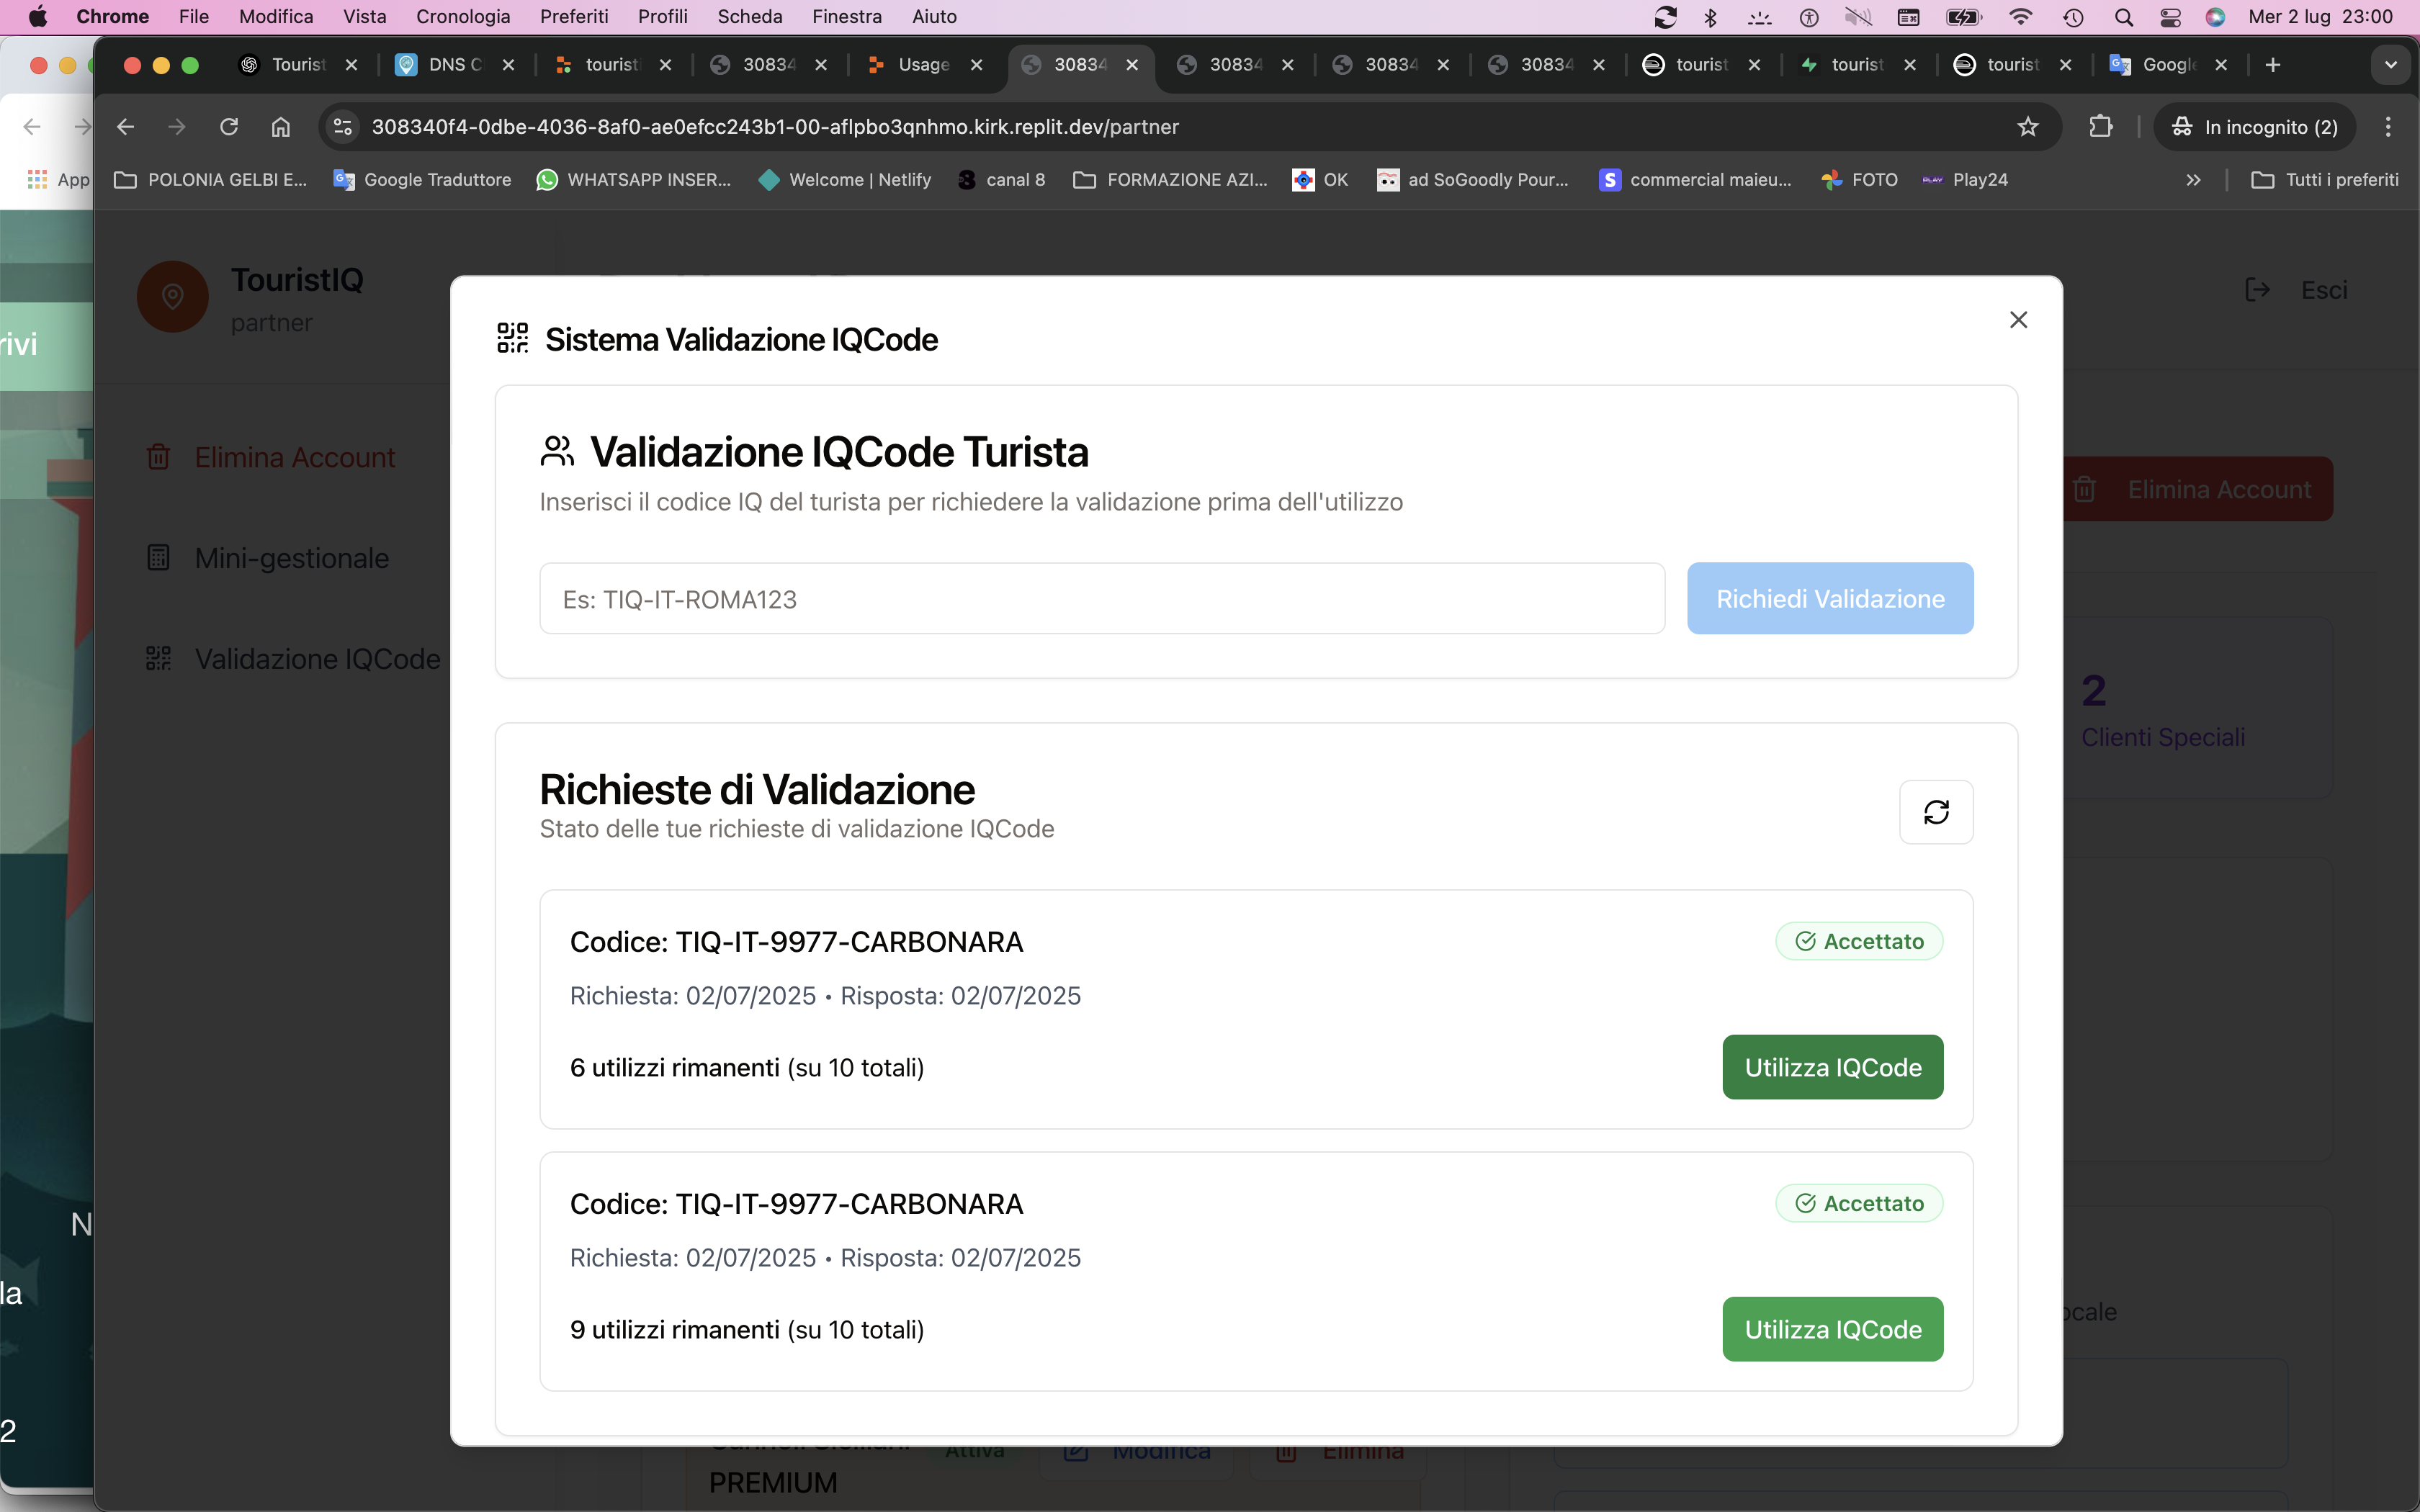 Chrome File Modifica Vista Cronologia Preferiti Profili Scheda Finestra Aiuto Mer 2 lug 23:00
Tourist DNS C tourist 30834 Usage 30834 30834 30834 30834 tourist tourist tourist Google
308340f4-0dbe-4036-8af0-ae0efcc243b1-00-aflpbo3qnhmo.kirk.replit.dev/partner In incognito (2)
App POLONIA GELBI E... Google Traduttore WHATSAPP INSER... Welcome | Netlify canal 8 FORMAZIONE AZI... OK ad SoGoodly Pour... commercial maieu... FOTO Play24 Tutti i preferiti
TouristIQ
partner
Esci
rivi
Elimina Account
Mini-gestionale
Validazione IQCode
Elimina Account
2
Clienti Speciali
Sistema Validazione IQCode
Validazione IQCode Turista
Inserisci il codice IQ del turista per richiedere la validazione prima dell'utilizzo
Es: TIQ-IT-ROMA123
Richiedi Validazione
Richieste di Validazione
Stato delle tue richieste di validazione IQCode
Codice: TIQ-IT-9977-CARBONARA
Accettato
Richiesta: 02/07/2025 • Risposta: 02/07/2025
6 utilizzi rimanenti (su 10 totali)
Utilizza IQCode
Codice: TIQ-IT-9977-CARBONARA
Accettato
Richiesta: 02/07/2025 • Risposta: 02/07/2025
9 utilizzi rimanenti (su 10 totali)
Utilizza IQCode
N
la
2
ocale
Attiva Modifica Elimina
PREMIUM